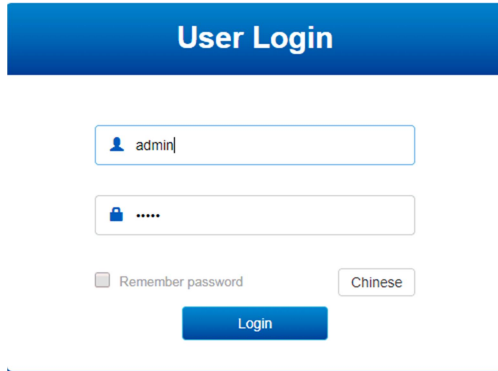 User Login
admin
•••••
Remember password
Chinese
Login